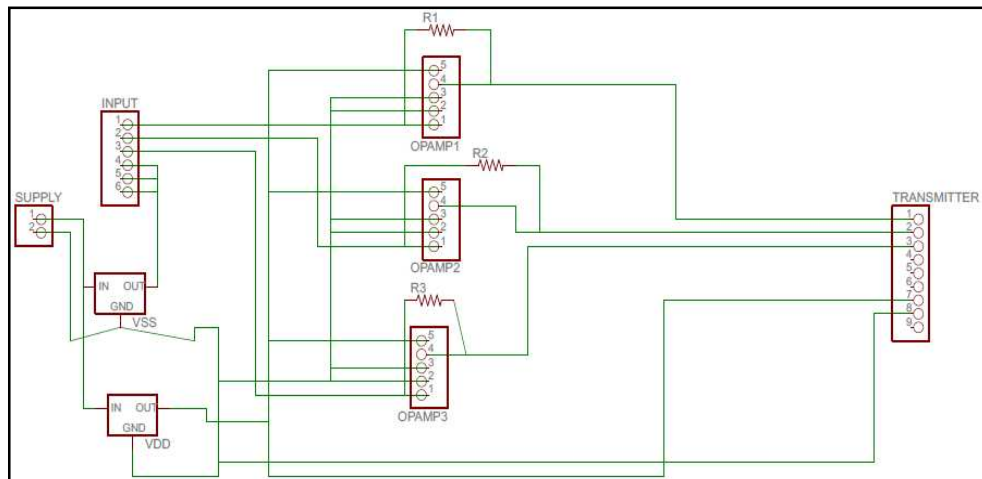 R1
5
4
3
2
1
OPAMP1
INPUT
1
2
3
4
5
6
R2
5
4
3
2
1
OPAMP2
SUPPLY
1
2
TRANSMITTER
1
2
3
4
5
6
7
8
9
IN OUT
GND
VSS
R3
5
4
3
2
1
OPAMP3
IN OUT
GND
VDD